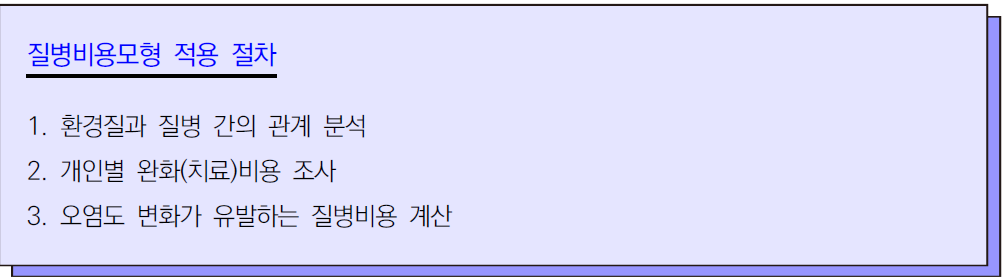 질병비용모형 적용 절차
1. 환경질과 질병 간의 관계 분석
2. 개인별 완화(치료)비용 조사
3. 오염도 변화가 유발하는 질병비용 계산